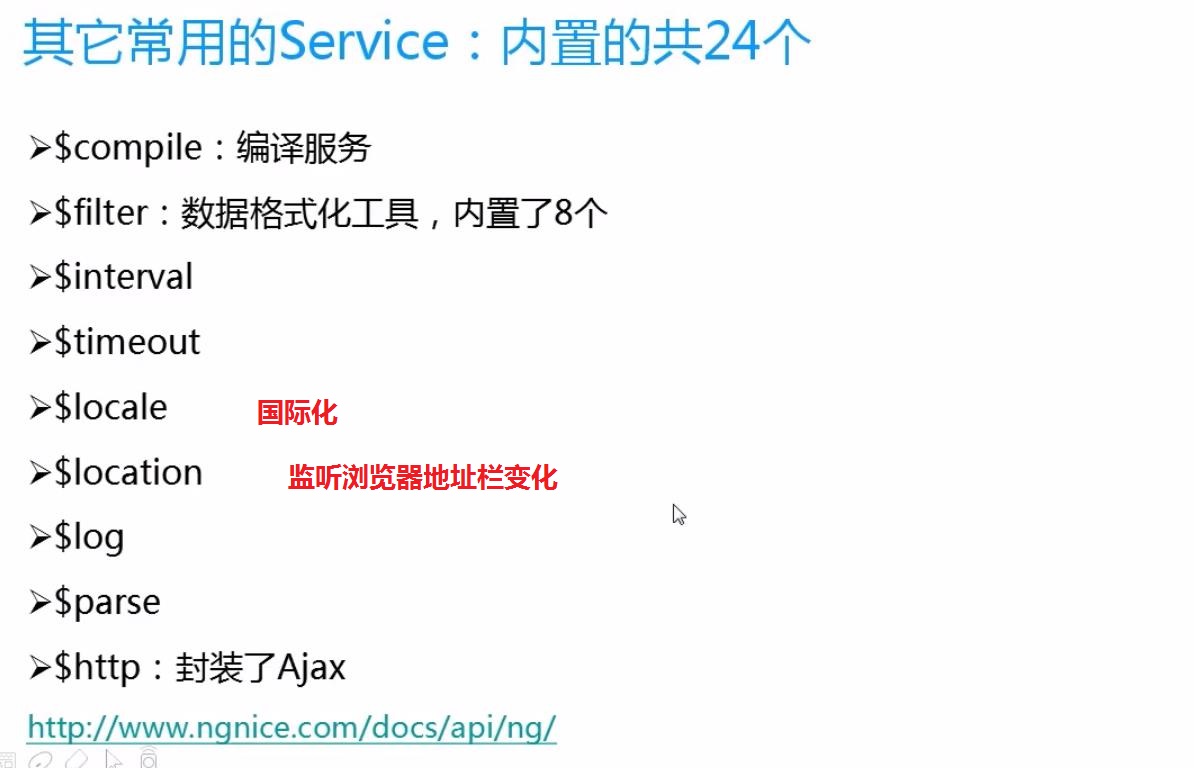 其它常用的Service：内置的共24个
➢$compile：编译服务
➢$filter：数据格式化工具，内置了8个
➢$interval
➢$timeout
➢$locale 国际化
➢$location 监听浏览器地址栏变化
➢$log
➢$parse
➢$http：封装了Ajax
http://www.ngnice.com/docs/api/ng/